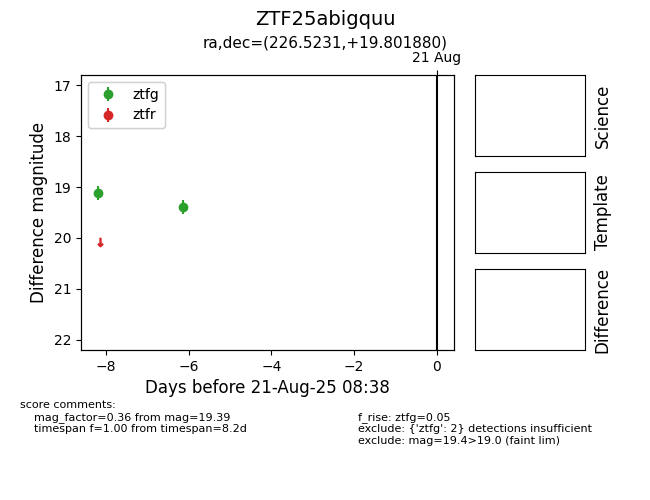 ZTF25abigquu
ra,dec=(226.5231,+19.801880)
21 Aug
ztfg
ztfr
17
18
19
20
21
22
Difference magnitude
−8
−6
−4
−2
0
Days before 21-Aug-25 08:38
Science
Template
Difference
score comments:
mag_factor=0.36 from mag=19.39
timespan f=1.00 from timespan=8.2d
f_rise: ztfg=0.05
exclude: {'ztfg': 2} detections insufficient
exclude: mag=19.4>19.0 (faint lim)